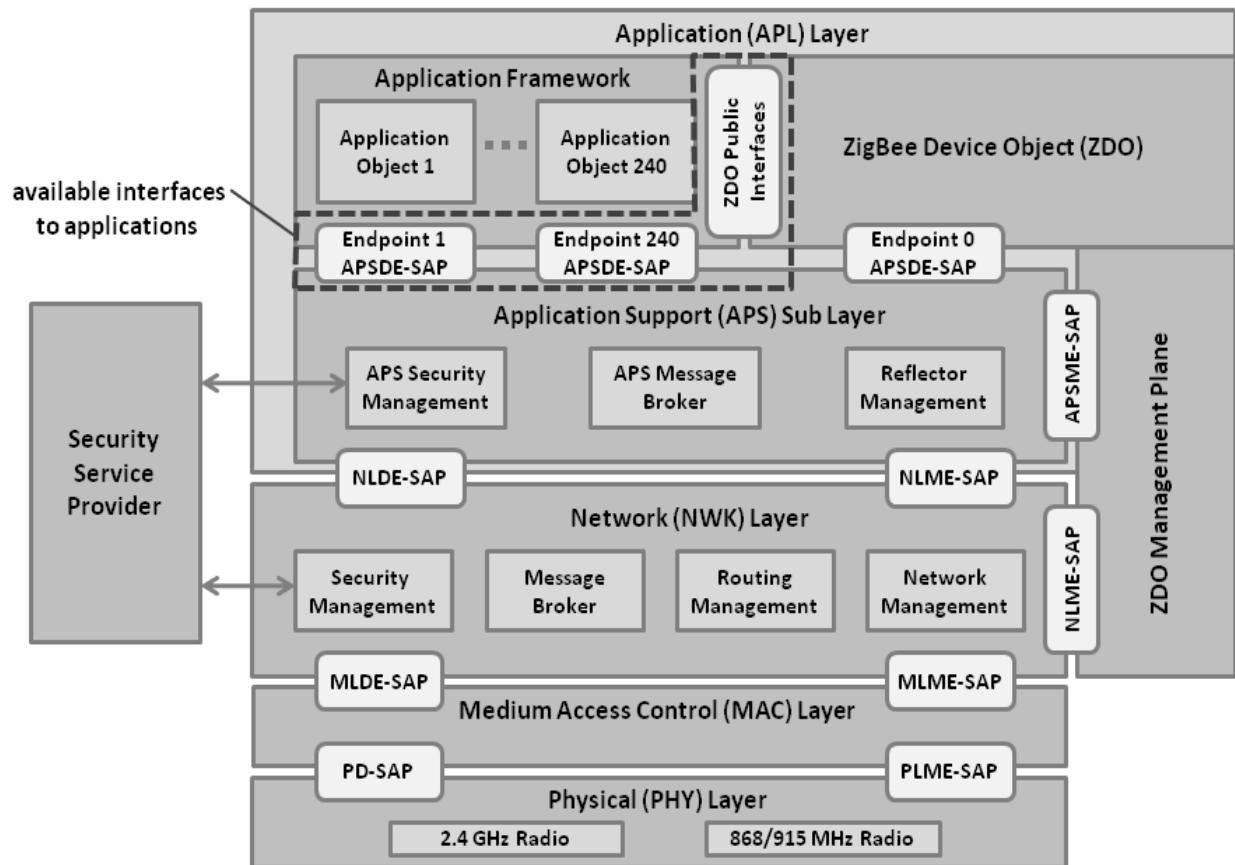 Application (APL) Layer
Application Framework
Application
Object 1
Application
Object 240
ZDO Public
Interfaces
ZigBee Device Object (ZDO)
available interfaces
to applications
Endpoint 1
APSDE-SAP
Endpoint 240
APSDE-SAP
Endpoint 0
APSDE-SAP
Application Support (APS) Sub Layer
APS Security
Management
APS Message
Broker
Reflector
Management
APSME-SAP
ZDO Management Plane
Security
Service
Provider
NLDE-SAP
NLME-SAP
Network (NWK) Layer
Security
Management
Message
Broker
Routing
Management
Network
Management
NLME-SAP
MLDE-SAP
MLME-SAP
Medium Access Control (MAC) Layer
PD-SAP
PLME-SAP
Physical (PHY) Layer
2.4 GHz Radio
868/915 MHz Radio